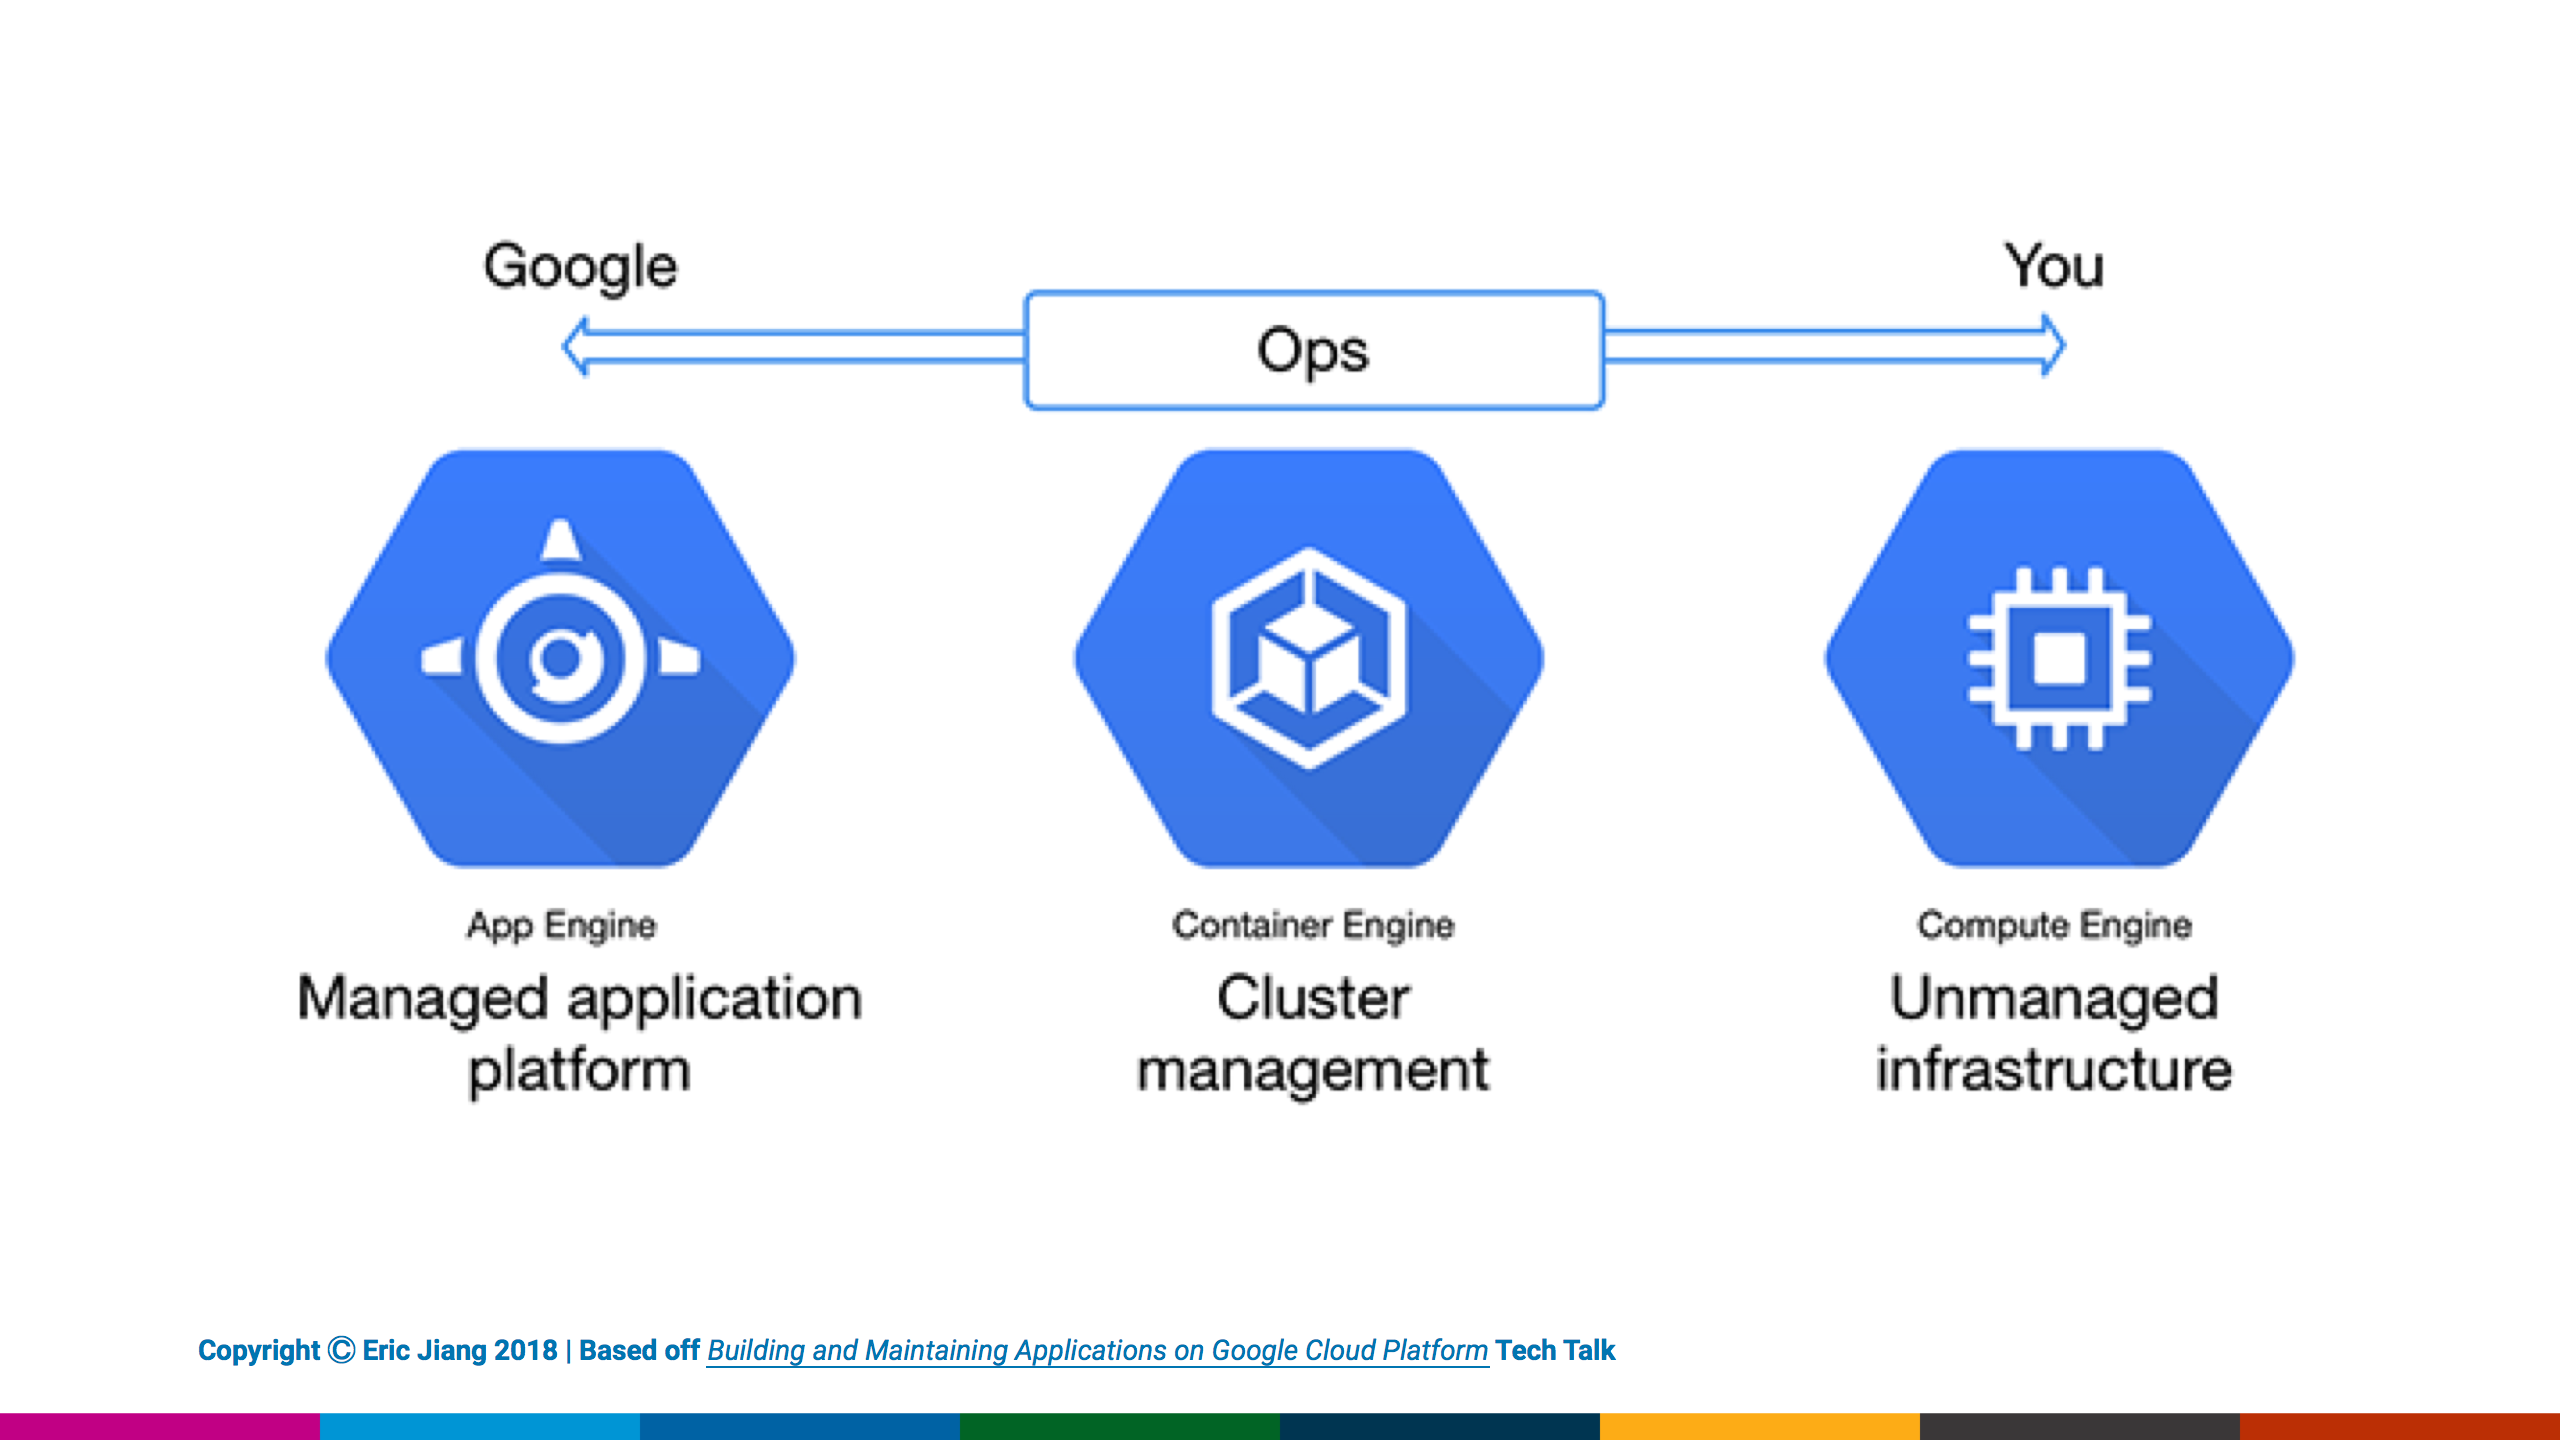 Google
You
Ops
App Engine
Managed application
platform
Container Engine
Cluster
management
Compute Engine
Unmanaged
infrastructure
Copyright © Eric Jiang 2018 | Based off Building and Maintaining Applications on Google Cloud Platform Tech Talk